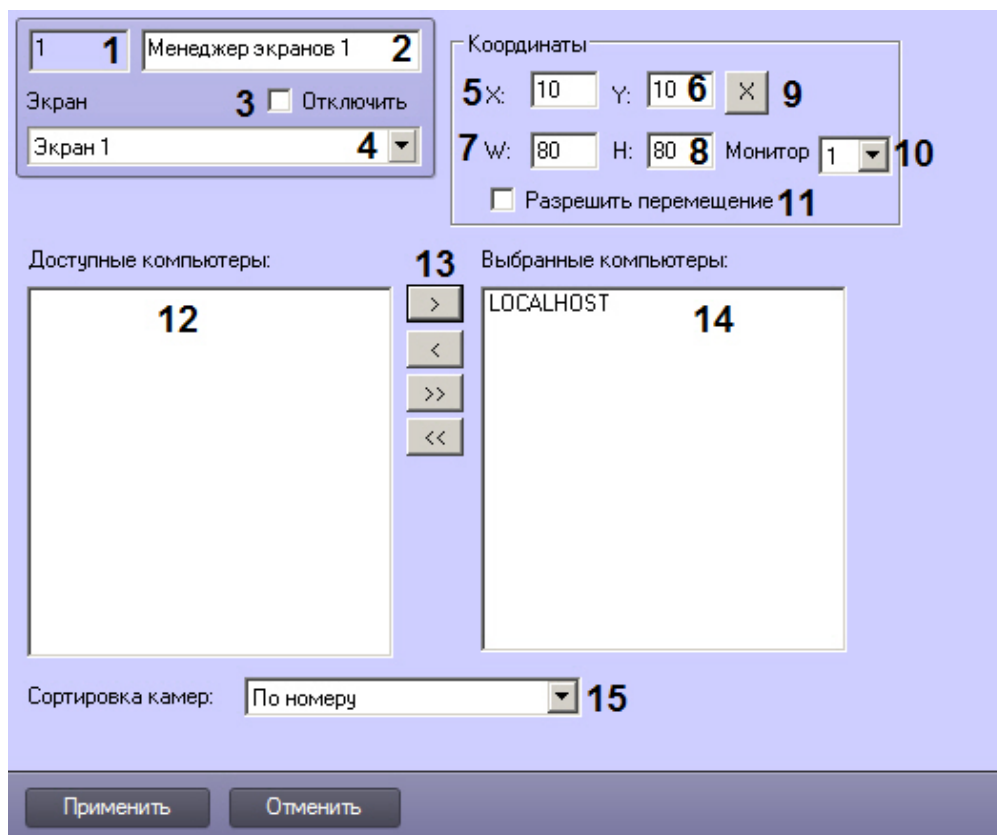 1 1 Менеджер экранов 1 2
Координаты
5 X: 10 Y: 10 6 X 9
Экран 3 Отключить
Экран 1 4
7 W: 80 H: 80 8 Монитор 1 10
Разрешить перемещение 11
Доступные компьютеры: 13 Выбранные компьютеры:
12 > LOCALHOST 14
<
>>
<<
Сортировка камер: По номеру 15
Применить Отменить